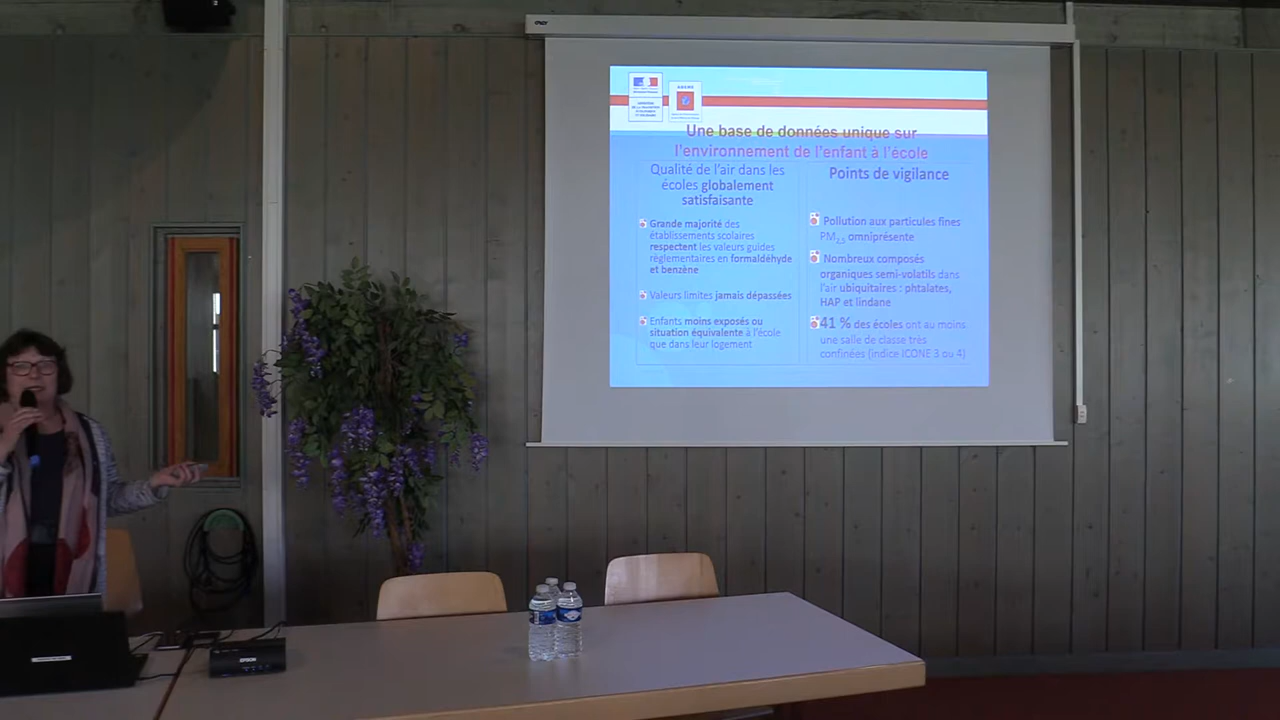 ADEME
Une base de données unique sur
l'environnement de l'enfant à l'école
Qualité de l'air dans les
écoles globalement
satisfaisante
Grande majorité des
établissements scolaires
respectent les valeurs guides
règlementaires en formaldéhyde
et benzène
Valeurs limites jamais dépassées
Enfants moins exposés ou
situation équivalente à l'école
que dans leur logement
Points de vigilance
Pollution aux particules fines
PM2,5 omniprésente
Nombreux composés
organiques semi-volatils dans
l'air ubiquitaires : phtalates,
HAP et lindane
41 % des écoles ont au moins
une salle de classe très
confinées (indice ICONE 3 ou 4)
EPSON